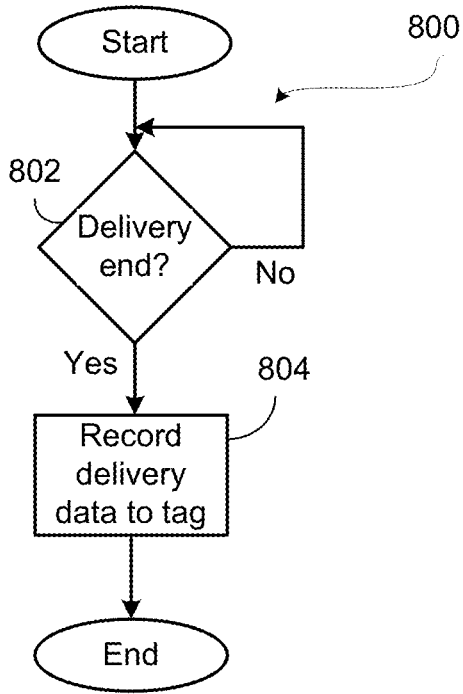 Start
800
802
Delivery
end?
No
Yes
804
Record
delivery
data to tag
End